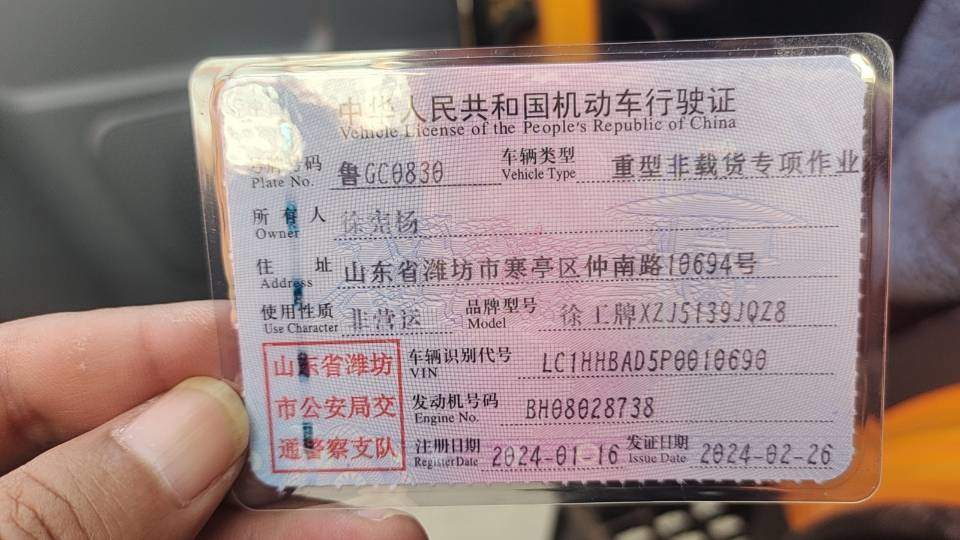 中华人民共和国机动车行驶证
Vehicle License of the People's Republic of China
号牌号码 鲁GC0830 车辆类型 重型非载货专项作业
Plate No. Vehicle Type
所有人 徐宪杨
Owner
住址 山东省潍坊市寒亭区仲南路10694号
Address
使用性质 非营运 品牌型号 徐工牌XZJ5139JQZ8
Use Character Model
山东省潍坊
市公安局交
通警察支队
车辆识别代号 LC1HHBAD5P0010690
VIN
发动机号码 BH08028738
Engine No.
注册日期 2024-01-16 发证日期 2024-02-26
Register Date Issue Date